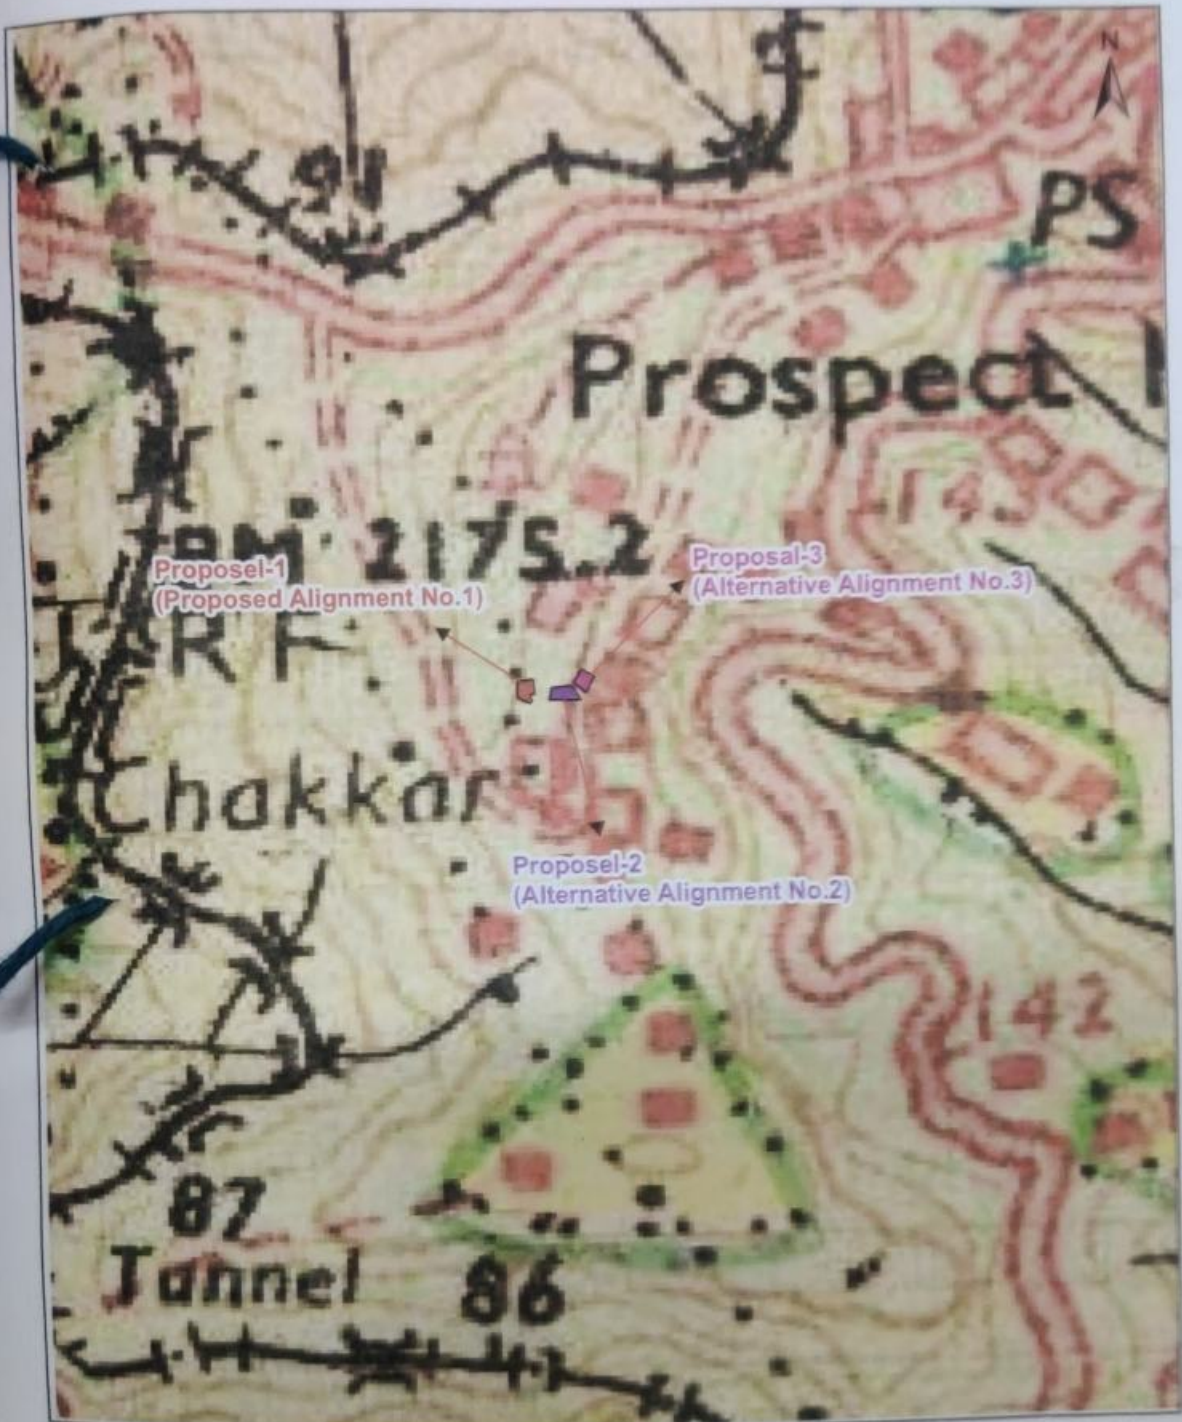 N
91
PS
Prospect
143
BM 2175.2
Proposel-1
(Proposed Alignment No.1)
Proposal-3
(Alternative Alignment No.3)
R F
Chakkar
Proposel-2
(Alternative Alignment No.2)
142
87
Tunnel
86